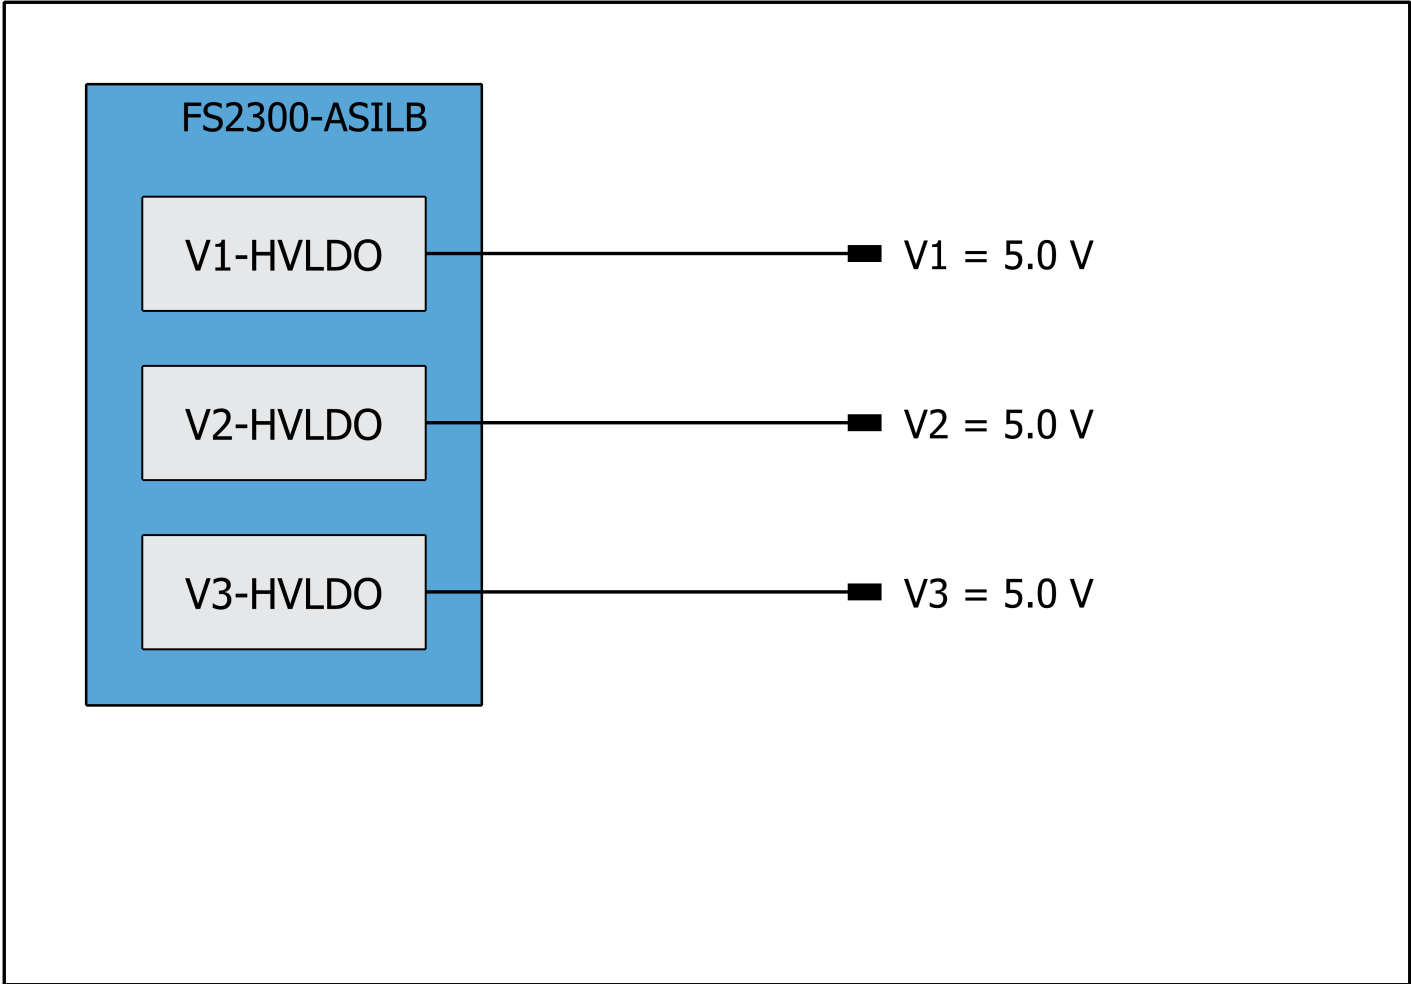 FS2300-ASILB
V1-HVLDO
V1 = 5.0 V
V2-HVLDO
V2 = 5.0 V
V3-HVLDO
V3 = 5.0 V